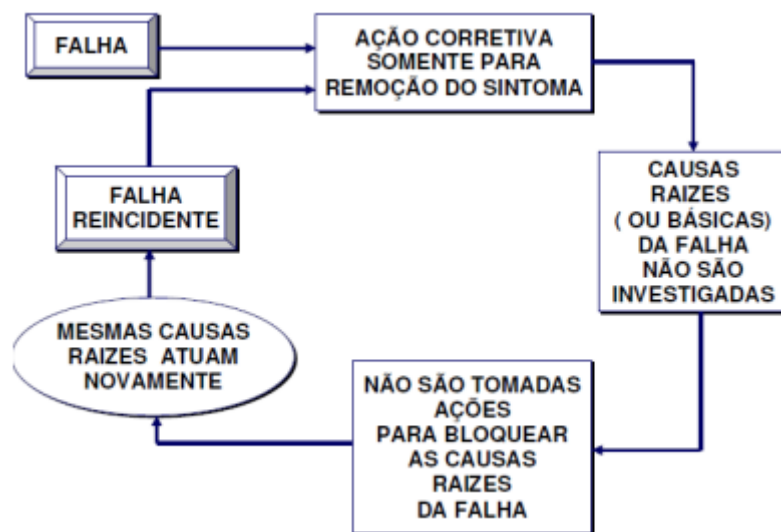 FALHA
AÇÃO CORRETIVA
SOMENTE PARA
REMOÇÃO DO SINTOMA
CAUSAS
RAIZES
( OU BÁSICAS)
DA FALHA
NÃO SÃO
INVESTIGADAS
NÃO SÃO TOMADAS
AÇÕES
PARA BLOQUEAR
AS CAUSAS
RAIZES
DA FALHA
MESMAS CAUSAS
RAIZES ATUAM
NOVAMENTE
FALHA
REINCIDENTE